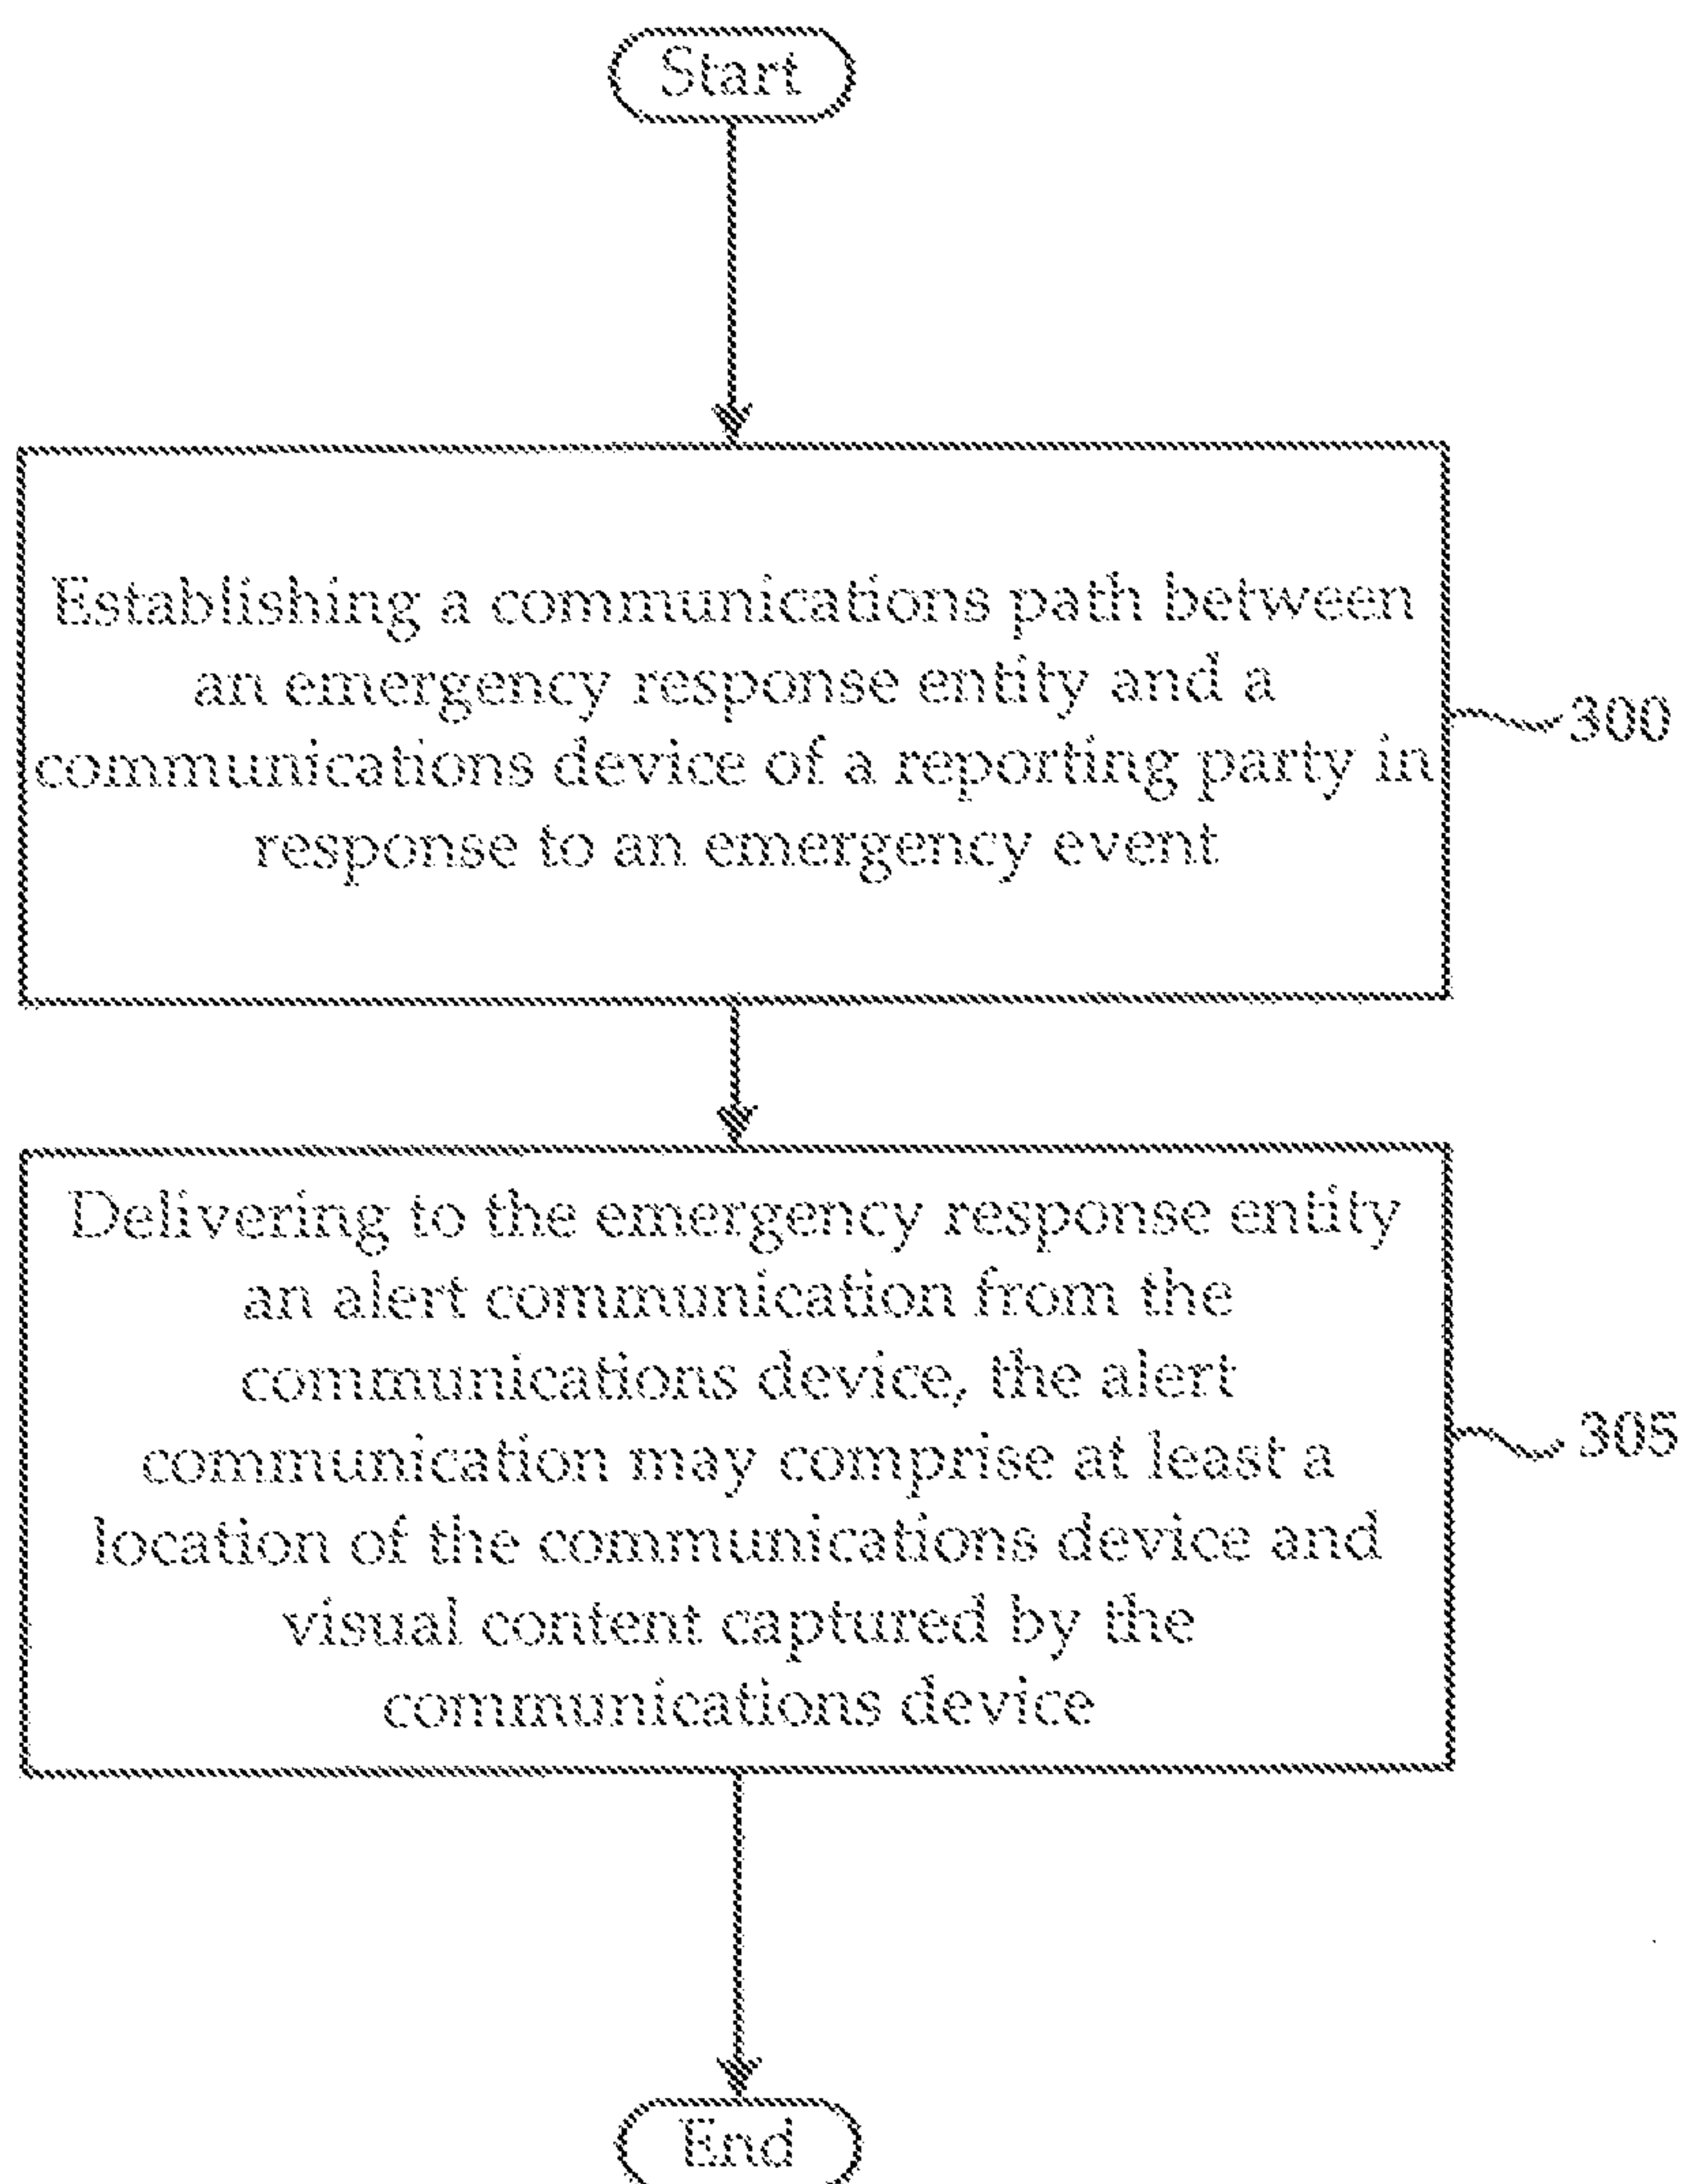 Start
Establishing a communications path between
an emergency response entity and a
communications device of a reporting party in
response to an emergency event
300
Delivering to the emergency response entity
an alert communication from the
communications device, the alert
communication may comprise at least a
location of the communications device and
visual content captured by the
communications device
305
End